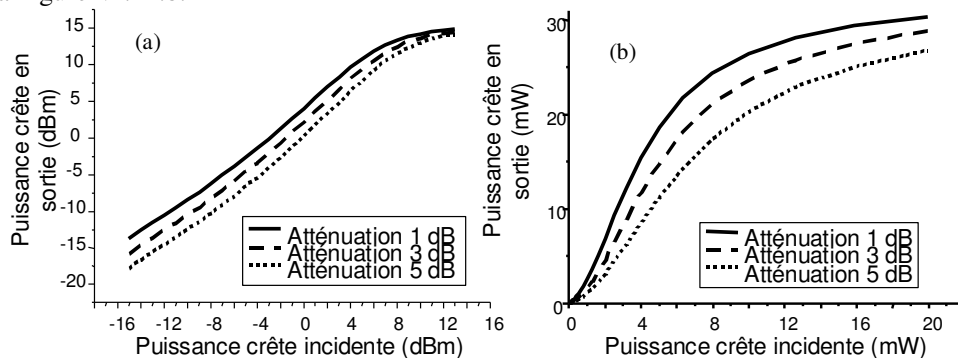 (a)
Puissance crête en
sortie (dBm)
15
10
5
0
-5
-10
-15
-20
Atténuation 1 dB
Atténuation 3 dB
Atténuation 5 dB
-16 -12 -8 -4 0 4 8 12 16
Puissance crête incidente (dBm)
(b)
Puissance crête en
sortie (mW)
30
20
10
0
Atténuation 1 dB
Atténuation 3 dB
Atténuation 5 dB
0 4 8 12 16 20
Puissance crête incidente (mW)